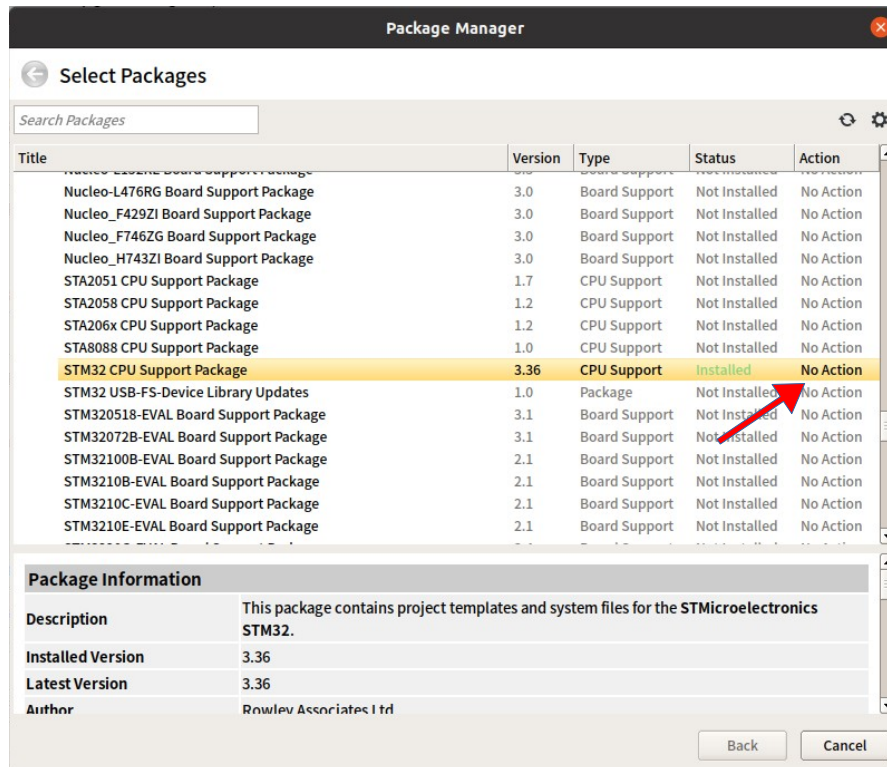 Package Manager
Select Packages
Search Packages
Title Version Type Status Action
Nucleo-L476RG Board Support Package 3.0 Board Support Not Installed No Action
Nucleo_F429ZI Board Support Package 3.0 Board Support Not Installed No Action
Nucleo_F746ZG Board Support Package 3.0 Board Support Not Installed No Action
Nucleo_H743ZI Board Support Package 3.0 Board Support Not Installed No Action
STA2051 CPU Support Package 1.7 CPU Support Not Installed No Action
STA2058 CPU Support Package 1.2 CPU Support Not Installed No Action
STA206x CPU Support Package 1.2 CPU Support Not Installed No Action
STA8088 CPU Support Package 1.0 CPU Support Not Installed No Action
STM32 CPU Support Package 3.36 CPU Support Installed No Action
STM32 USB-FS-Device Library Updates 1.0 Package Not Installed No Action
STM320518-EVAL Board Support Package 3.1 Board Support Not Installed No Action
STM32072B-EVAL Board Support Package 3.1 Board Support Not Installed No Action
STM32100B-EVAL Board Support Package 2.1 Board Support Not Installed No Action
STM3210B-EVAL Board Support Package 2.1 Board Support Not Installed No Action
STM3210C-EVAL Board Support Package 2.1 Board Support Not Installed No Action
STM3210E-EVAL Board Support Package 2.1 Board Support Not Installed No Action
Package Information
Description This package contains project templates and system files for the STMicroelectronics
STM32.
Installed Version 3.36
Latest Version 3.36
Author Rowley Associates Ltd
Back Cancel